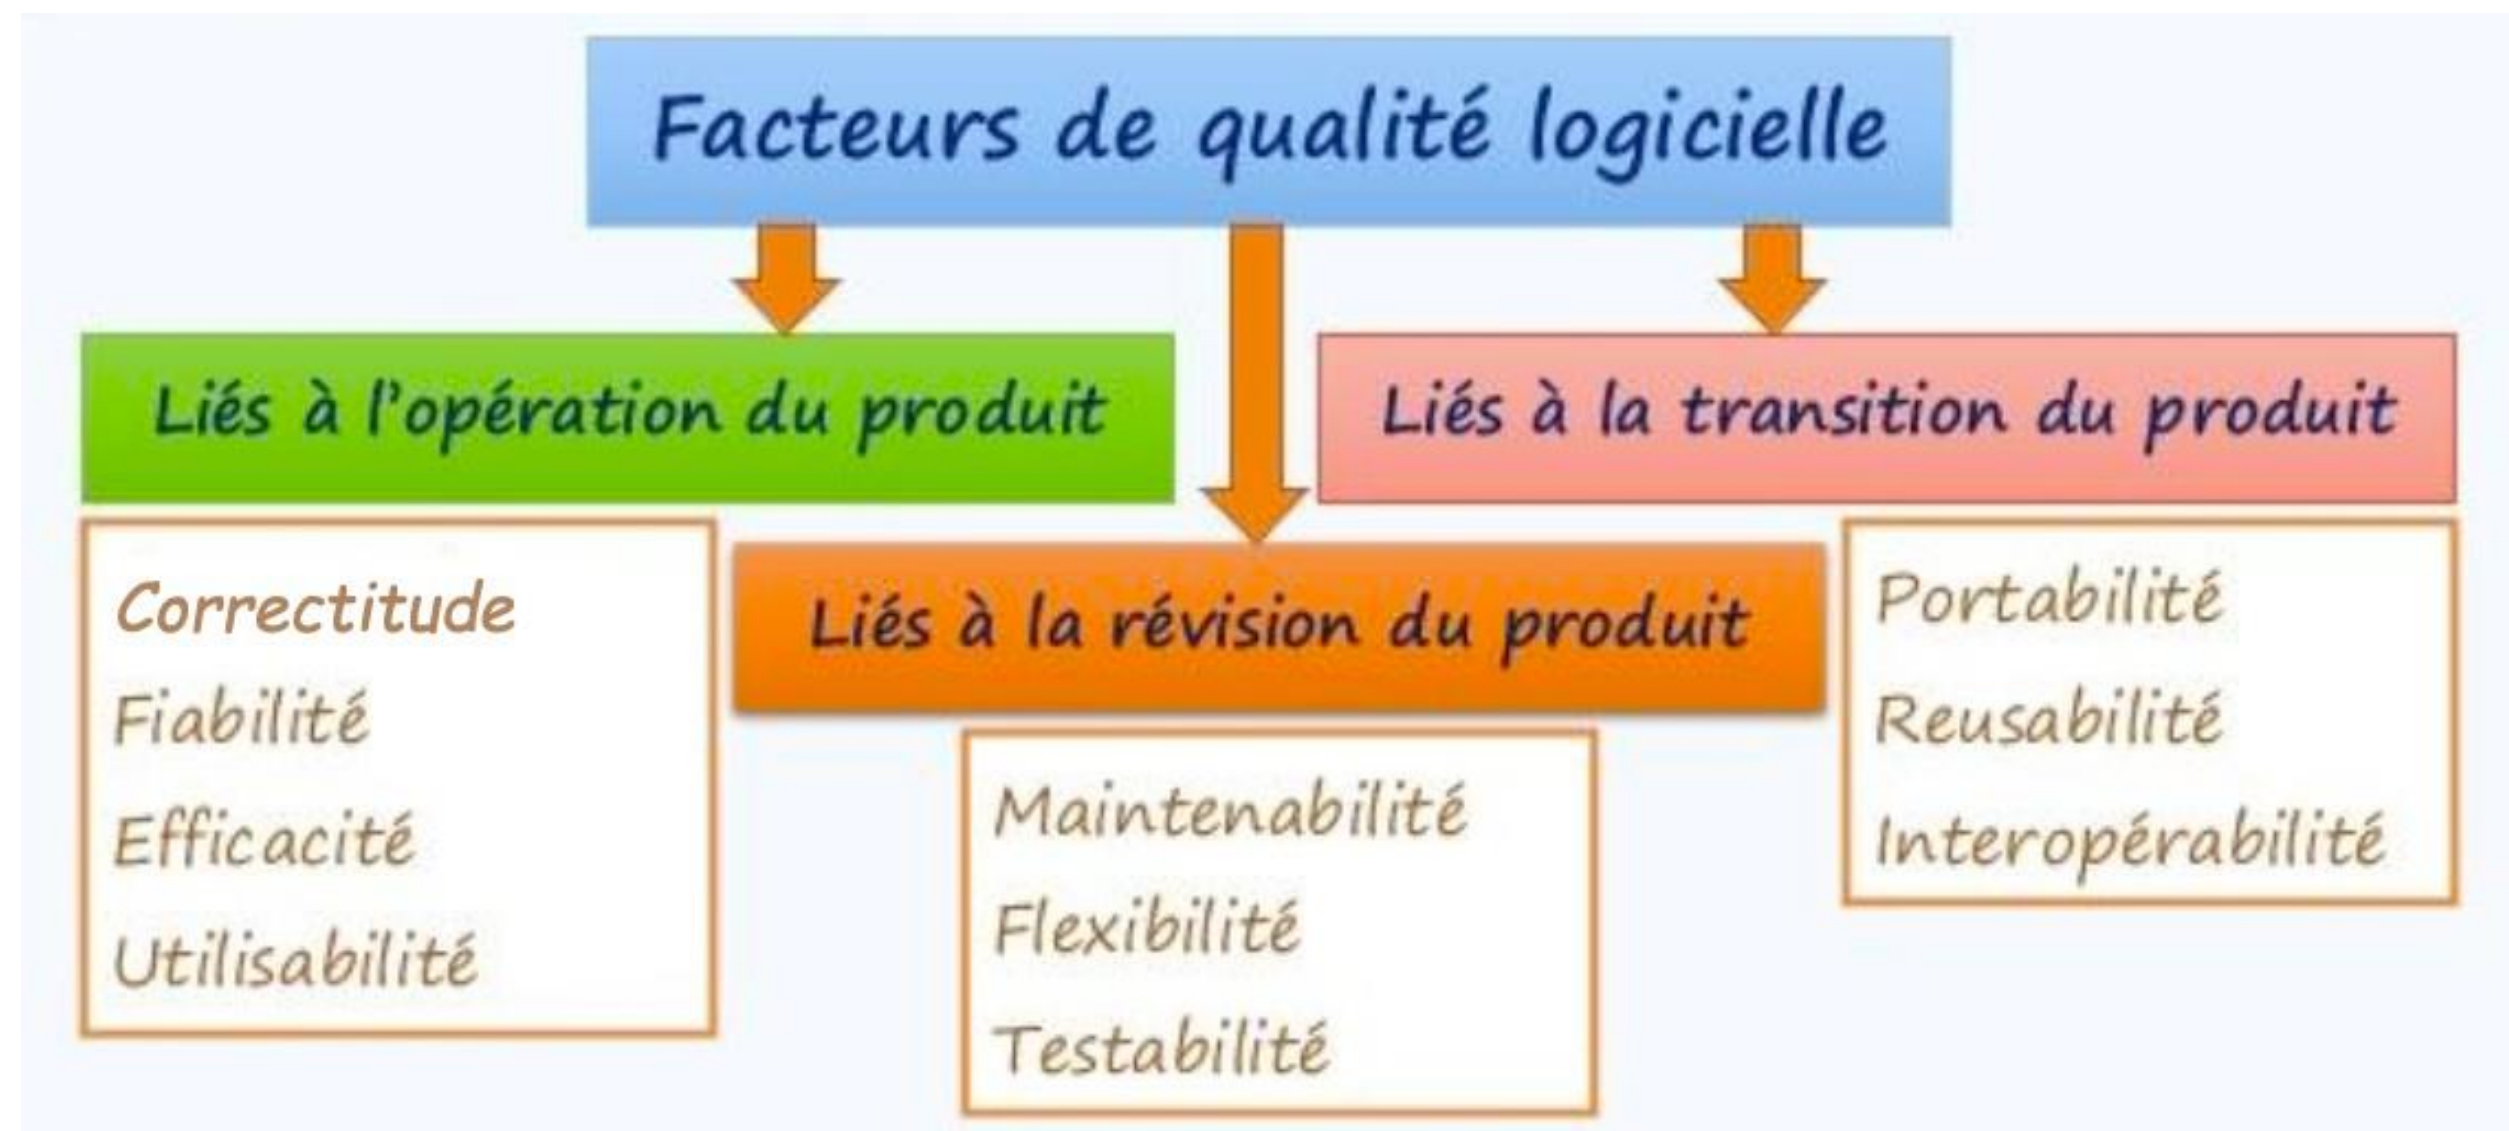 Facteurs de qualité logicielle
Liés à l'opération du produit
Correctitude
Fiabilité
Efficacité
Utilisabilité
Liés à la révision du produit
Maintenabilité
Flexibilité
Testabilité
Liés à la transition du produit
Portabilité
Reusabilité
Interopérabilité